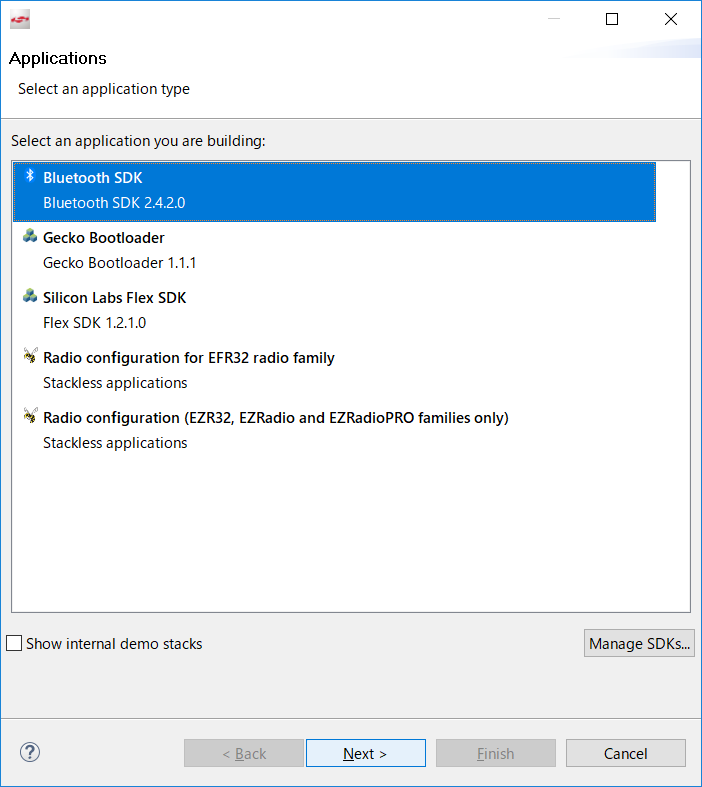 Applications
Select an application type
Select an application you are building:
Bluetooth SDK
Bluetooth SDK 2.4.2.0
Gecko Bootloader
Gecko Bootloader 1.1.1
Silicon Labs Flex SDK
Flex SDK 1.2.1.0
Radio configuration for EFR32 radio family
Stackless applications
Radio configuration (EZR32, EZRadio and EZRadioPRO families only)
Stackless applications
Show internal demo stacks
Manage SDKs...
?
< Back
Next >
Finish
Cancel